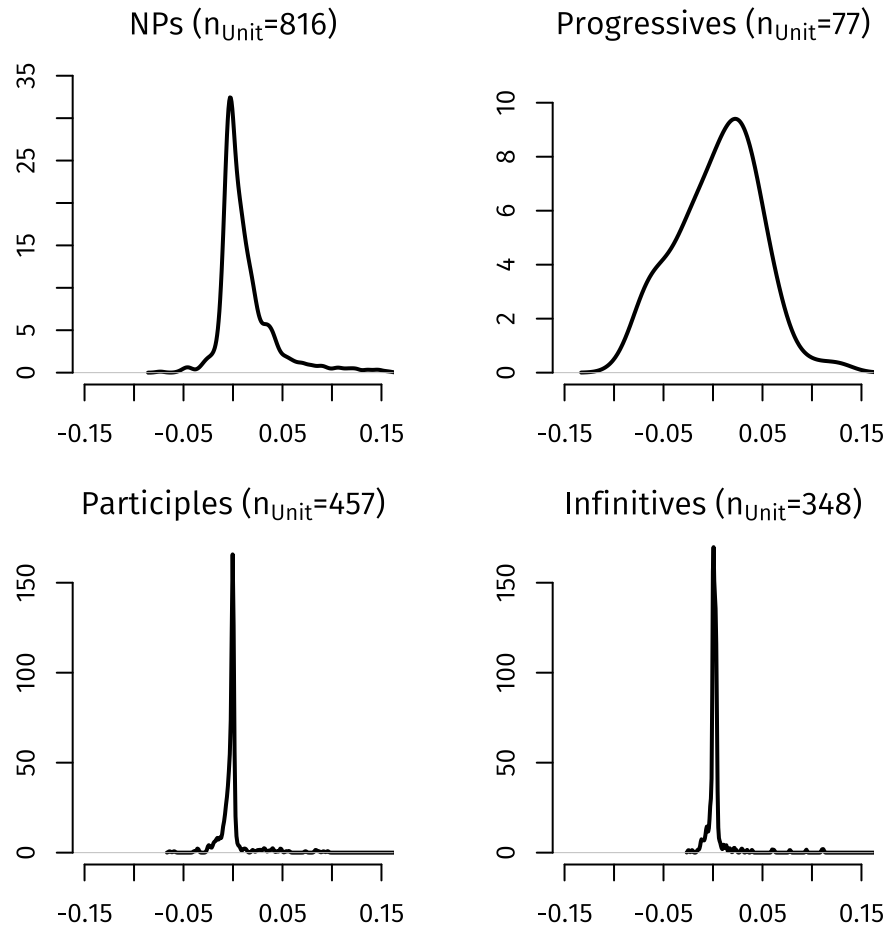 NPs (nUnit=816)
35
25
15
5
0
-0.15 -0.05 0.05 0.15
Progressives (nUnit=77)
10
8
6
4
2
0
-0.15 -0.05 0.05 0.15
Participles (nUnit=457)
150
100
50
0
-0.15 -0.05 0.05 0.15
Infinitives (nUnit=348)
150
100
50
0
-0.15 -0.05 0.05 0.15